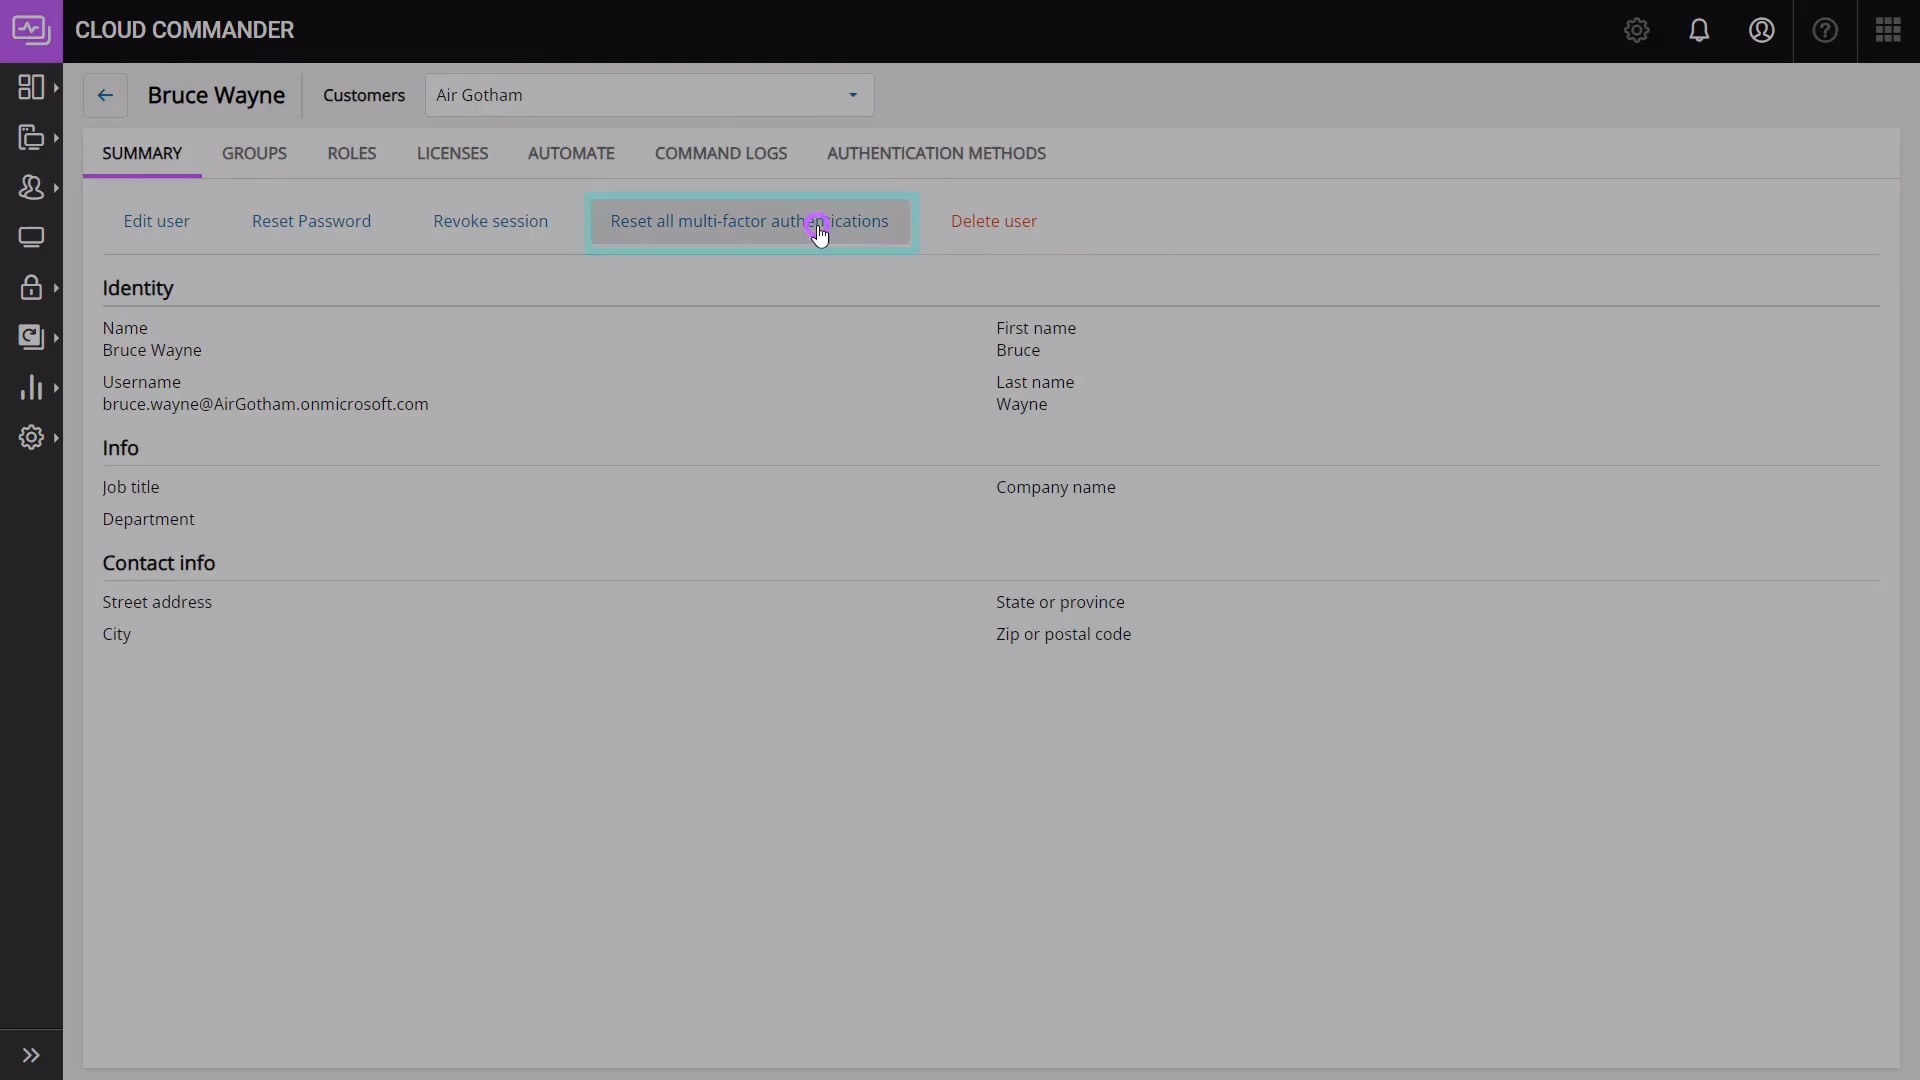 CLOUD COMMANDER
Bruce Wayne
Customers
Air Gotham
SUMMARY
GROUPS
ROLES
LICENSES
AUTOMATE
COMMAND LOGS
AUTHENTICATION METHODS
Edit user
Reset Password
Revoke session
Reset all multi-factor authentications
Delete user
Identity
Name
Bruce Wayne
First name
Bruce
Username
bruce.wayne@AirGotham.onmicrosoft.com
Last name
Wayne
Info
Job title
Company name
Department
Contact info
Street address
State or province
City
Zip or postal code